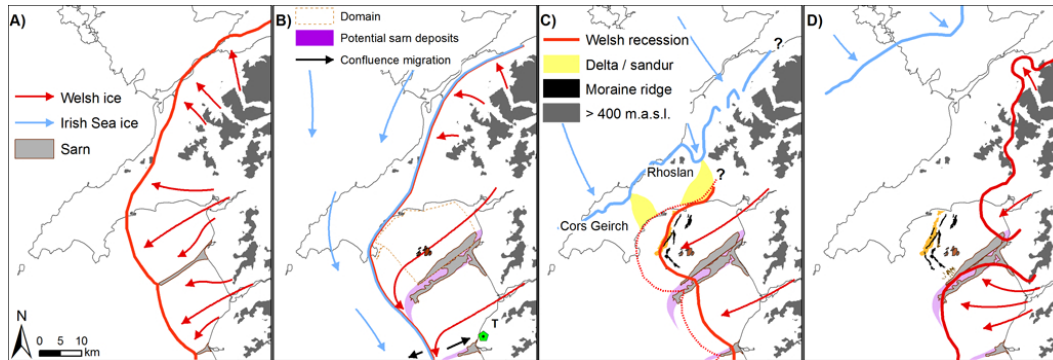 A)
Welsh ice
Irish Sea ice
Sarn
N
0 5 10
km
B)
Domain
Potential sarn deposits
Confluence migration
T
C)
Welsh recession
Delta / sandur
Moraine ridge
> 400 m.a.s.l.
?
Rhoslan
?
Cors Geirch
D)